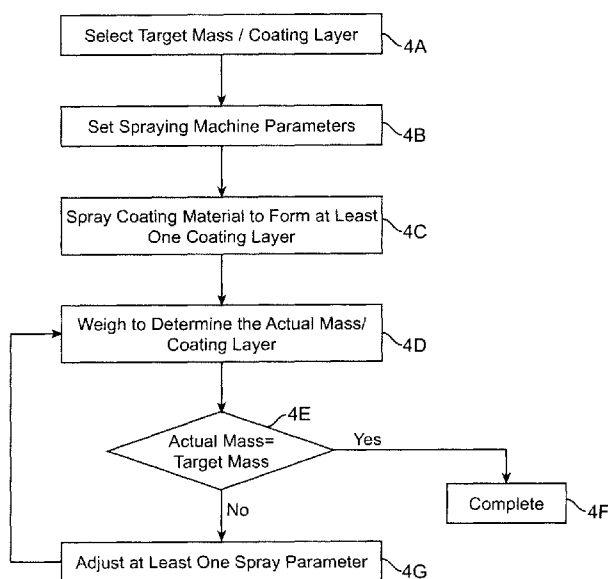 Select Target Mass / Coating Layer
4A
Set Spraying Machine Parameters
4B
Spray Coating Material to Form at Least
One Coating Layer
4C
Weigh to Determine the Actual Mass/
Coating Layer
4D
4E
Actual Mass=
Target Mass
Yes
Complete
4F
No
Adjust at Least One Spray Parameter
4G